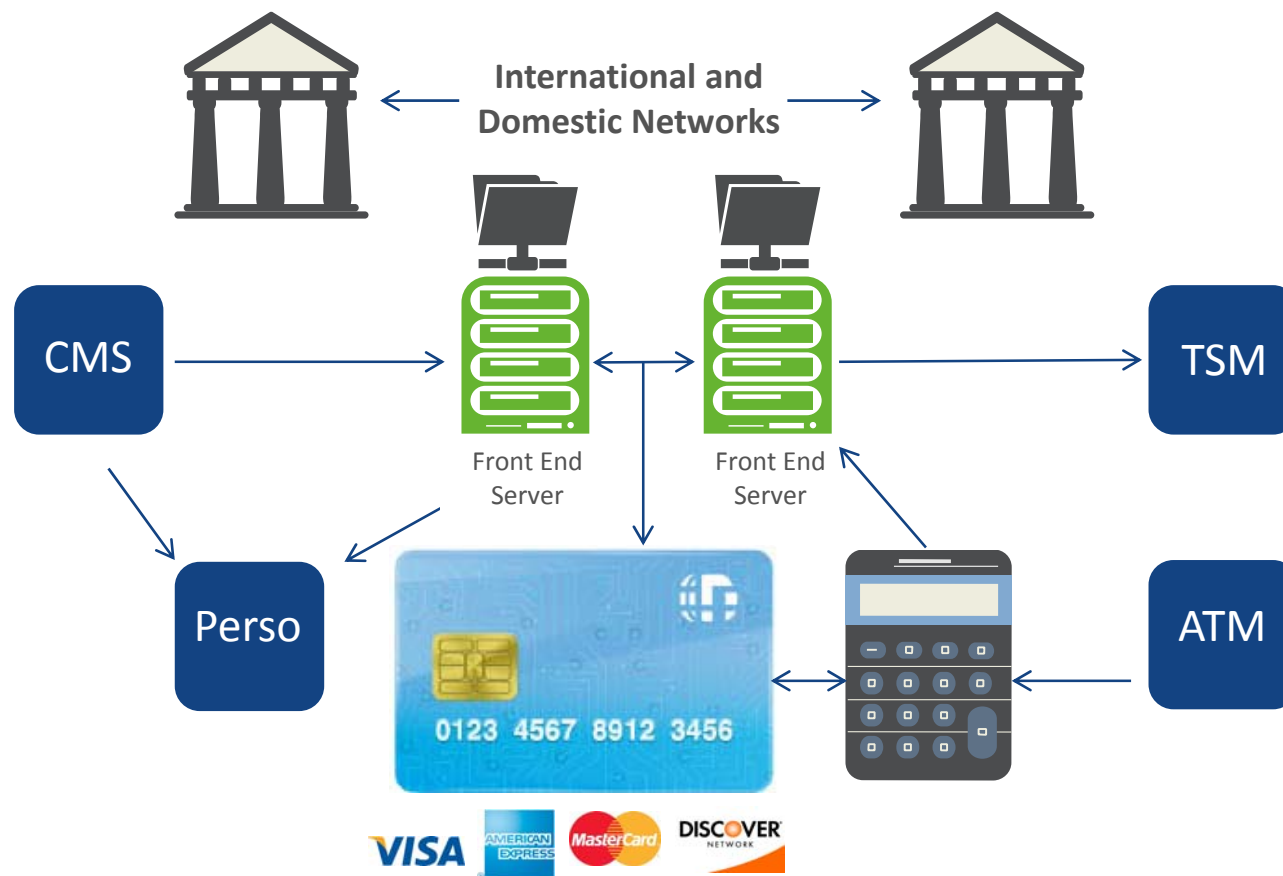 International and
Domestic Networks
CMS
TSM
Front End
Server
Front End
Server
Perso
ATM
0123 4567 8912 3456
VISA
AMERICAN
EXPRESS
MasterCard
DISCOVER
NETWORK